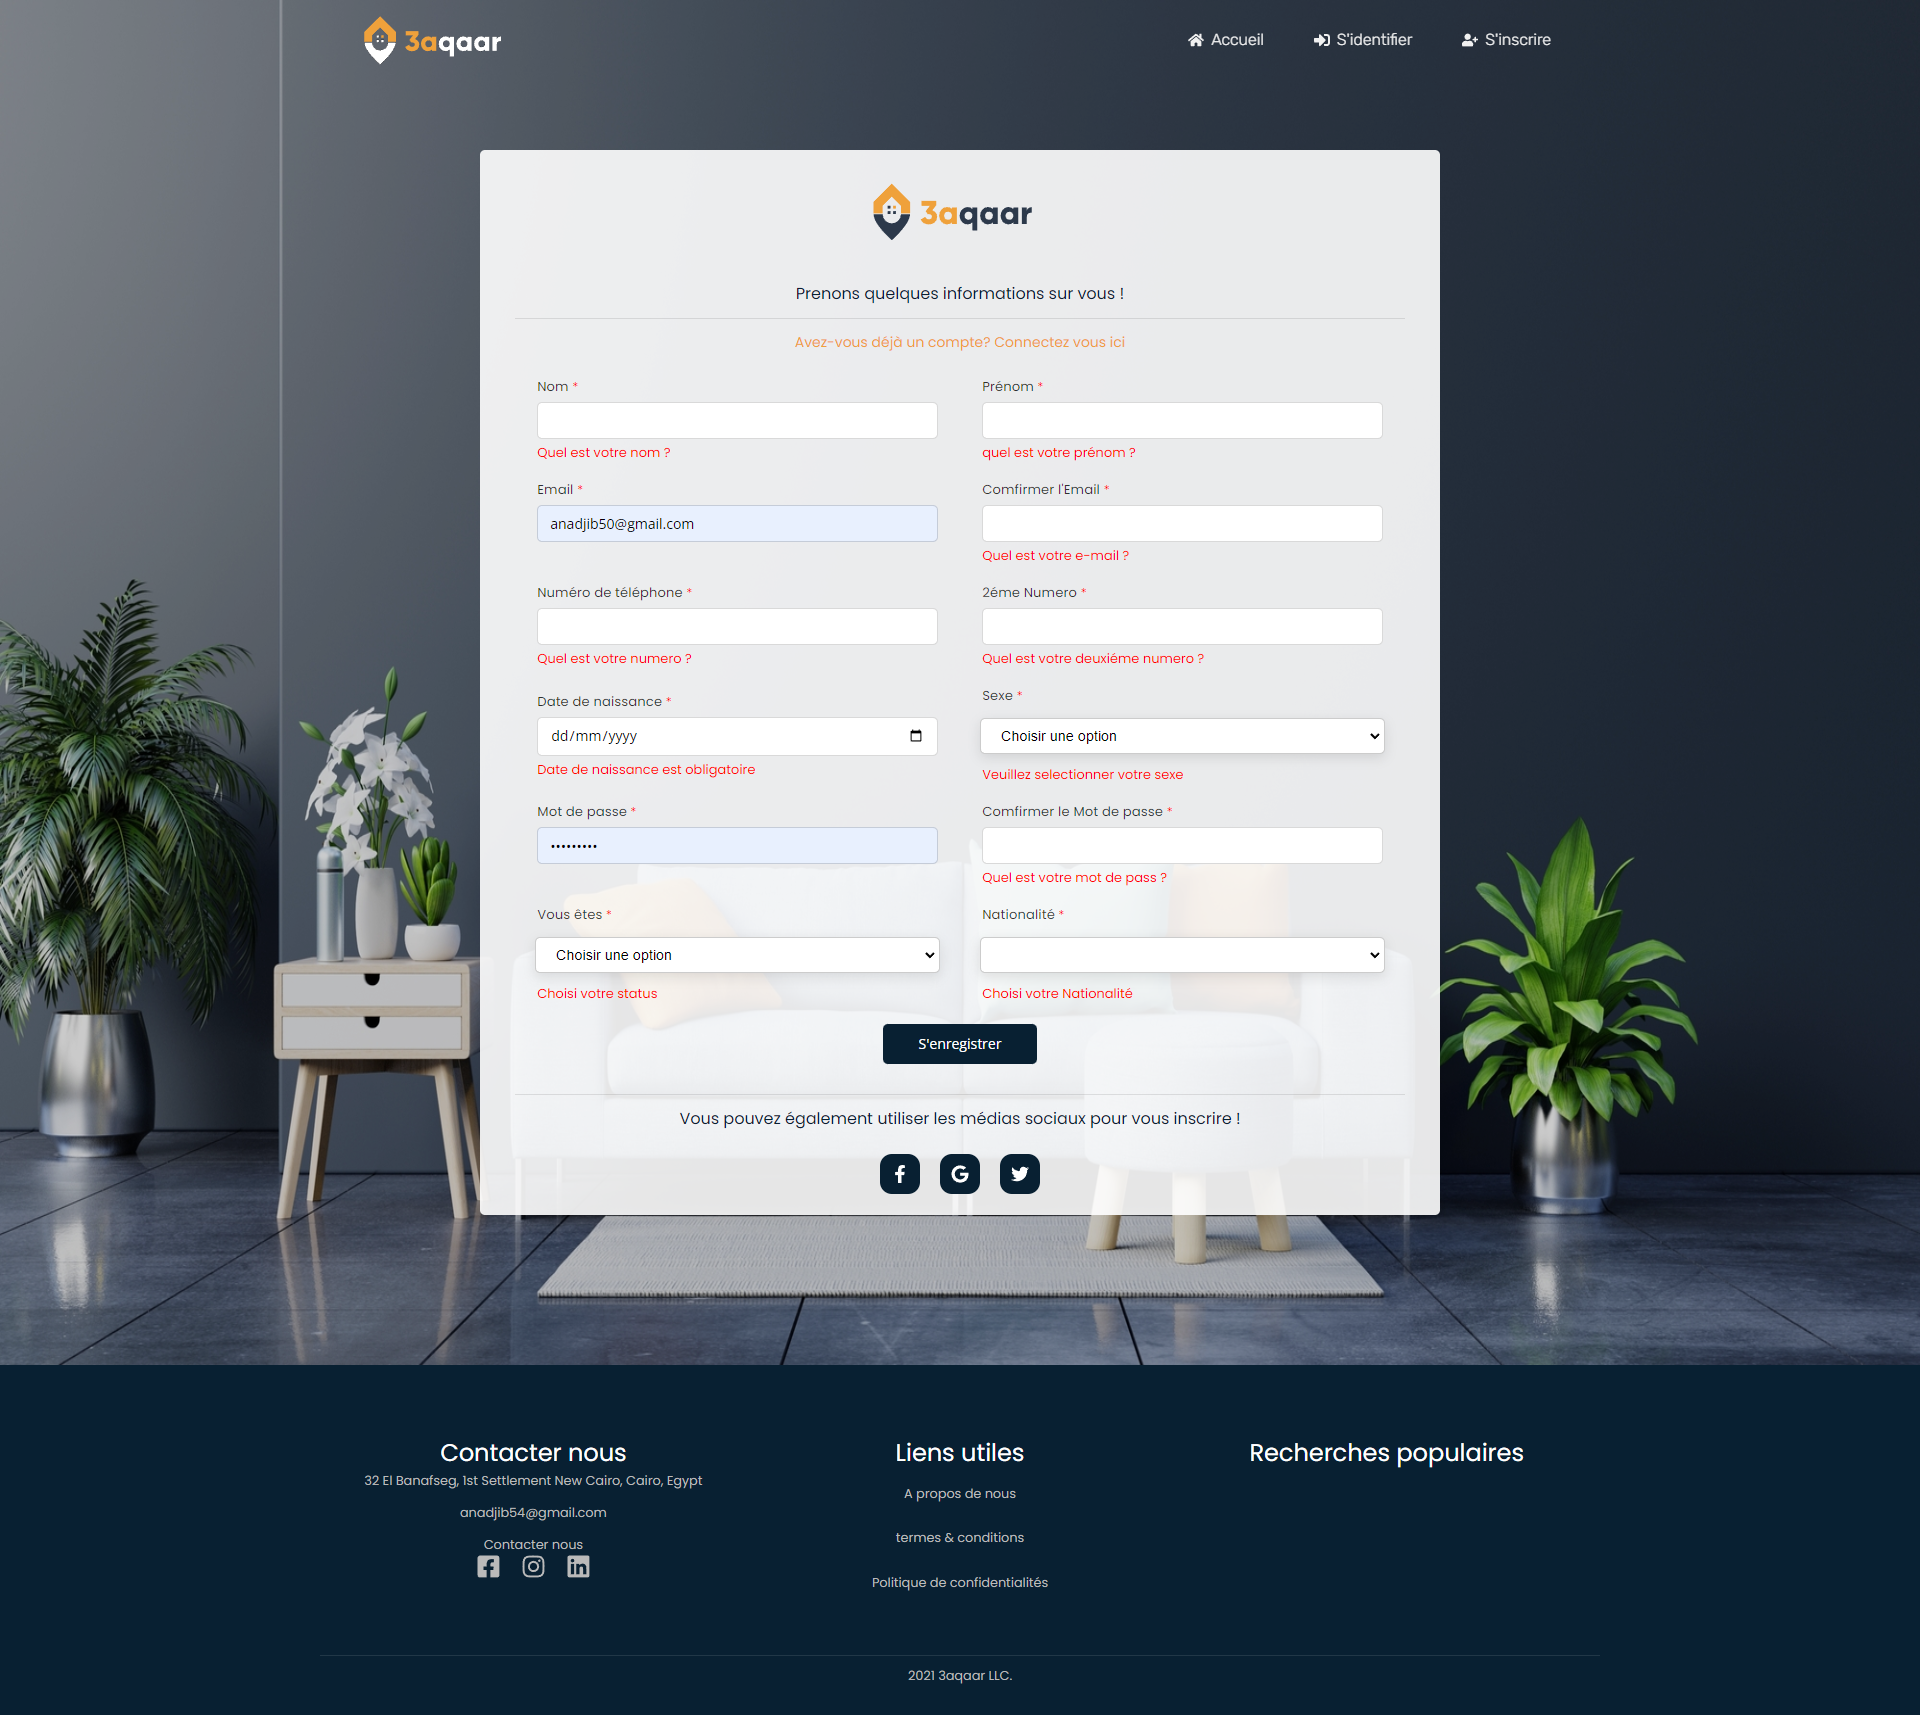 3aqaar
Accueil
S'identifier
S'inscrire
3aqaar
Prenons quelques informations sur vous !
Avez-vous déjà un compte? Connectez vous ici
Nom *
Prénom *
Quel est votre nom ?
quel est votre prénom ?
Email *
Comfirmer l'Email *
anadjib50@gmail.com
Quel est votre e-mail ?
Numéro de téléphone *
2éme Numero *
Quel est votre numero ?
Quel est votre deuxiéme numero ?
Date de naissance *
Sexe *
dd/mm/yyyy
Choisir une option
Date de naissance est obligatoire
Veuillez selectionner votre sexe
Mot de passe *
Comfirmer le Mot de passe *
•••••••••
Quel est votre mot de pass ?
Vous êtes *
Nationalité *
Choisir une option
Choisi votre status
Choisi votre Nationalité
S'enregistrer
Vous pouvez également utiliser les médias sociaux pour vous inscrire !
Contacter nous
32 El Banafseg, 1st Settlement New Cairo, Cairo, Egypt
anadjib54@gmail.com
Contacter nous
Liens utiles
A propos de nous
termes & conditions
Politique de confidentialités
Recherches populaires
2021 3aqaar LLC.